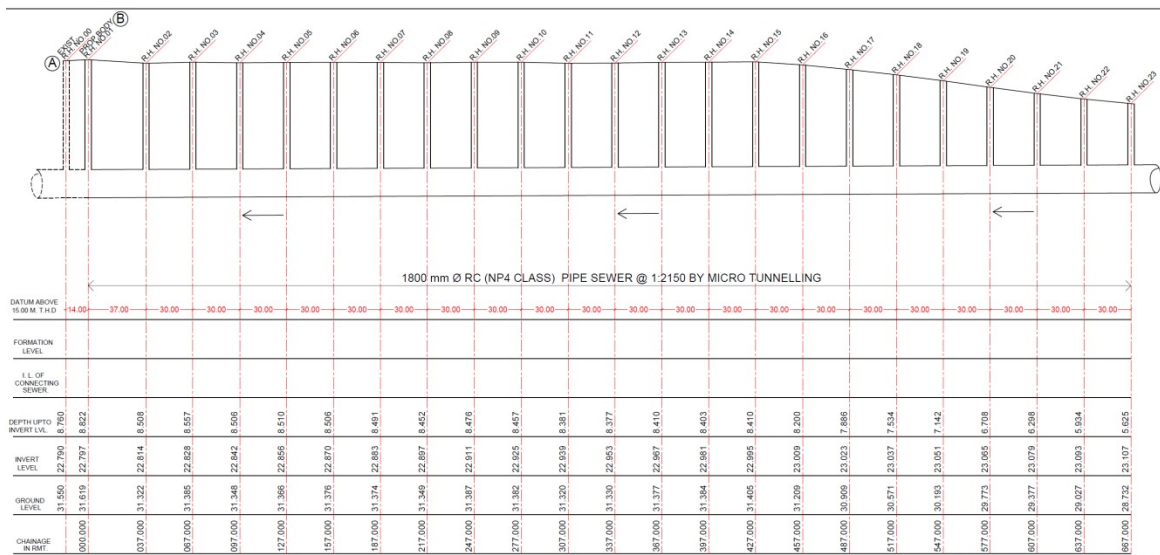 B
A
EXIST.
R.H. NO.00
PROP. BODY
R.H. NO.01
R.H. NO.02
R.H. NO.03
R.H. NO.04
R.H. NO.05
R.H. NO.06
R.H. NO.07
R.H. NO.08
R.H. NO.09
R.H. NO.10
R.H. NO.11
R.H. NO.12
R.H. NO.13
R.H. NO.14
R.H. NO.15
R.H. NO.16
R.H. NO.17
R.H. NO.18
R.H. NO.19
R.H. NO.20
R.H. NO.21
R.H. NO.22
R.H. NO.23
1800 mm Ø RC (NP4 CLASS) PIPE SEWER @ 1:2150 BY MICRO TUNNELLING
DATUM ABOVE
15.00 M. T.H.D
14.00 37.00 30.00 30.00 30.00 30.00 30.00 30.00 30.00 30.00 30.00 30.00 30.00 30.00 30.00 30.00 30.00 30.00 30.00 30.00 30.00 30.00 30.00
FORMATION
LEVEL
I. L. OF
CONNECTING
SEWER.
DEPTH UPTO
INVERT LVL.
8.760 8.822 8.508 8.557 8.506 8.510 8.506 8.491 8.452 8.476 8.457 8.381 8.377 8.410 8.403 8.410 8.200 7.886 7.534 7.142 6.708 6.298 5.934 5.625
INVERT
LEVEL
22.790 22.797 22.814 22.828 22.842 22.856 22.870 22.883 22.897 22.911 22.925 22.939 22.953 22.967 22.981 22.995 23.009 23.023 23.037 23.051 23.065 23.079 23.093 23.107
GROUND
LEVEL
31.550 31.619 31.322 31.385 31.348 31.366 31.376 31.374 31.349 31.387 31.382 31.320 31.330 31.377 31.384 31.405 31.209 30.909 30.571 30.193 29.773 29.377 29.027 28.732
CHAINAGE
IN RMT.
000.000 037.000 067.000 097.000 127.000 157.000 187.000 217.000 247.000 277.000 307.000 337.000 367.000 397.000 427.000 457.000 487.000 517.000 547.000 577.000 607.000 637.000 667.000